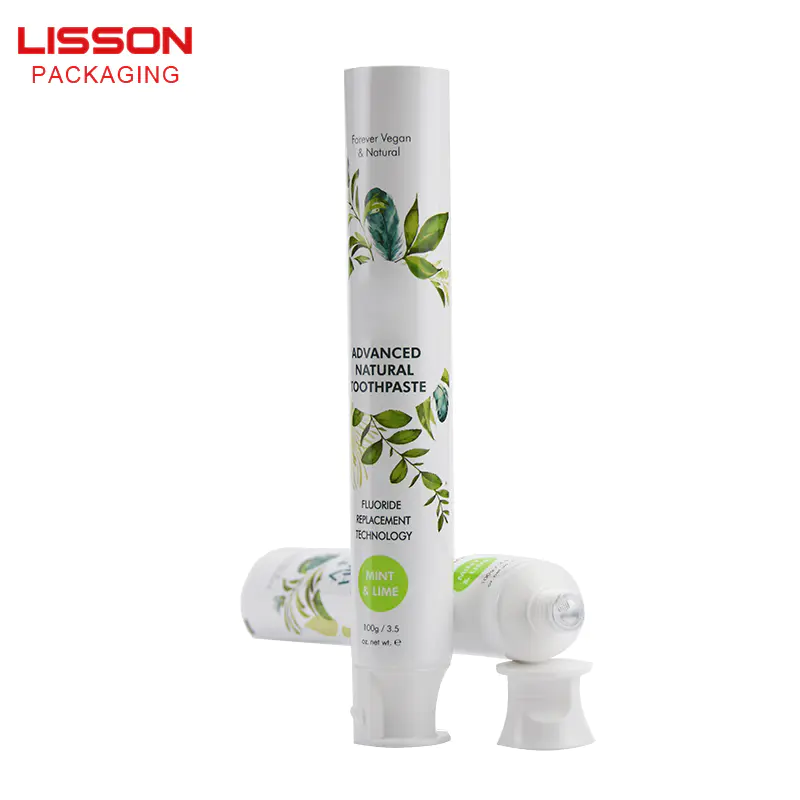 LISSON
PACKAGING
Forever Vegan
& Natural
ADVANCED
NATURAL
TOOTHPASTE
FLUORIDE
REPLACEMENT
TECHNOLOGY
MINT
& LIME
100g / 3.5
oz. net wt. ℮